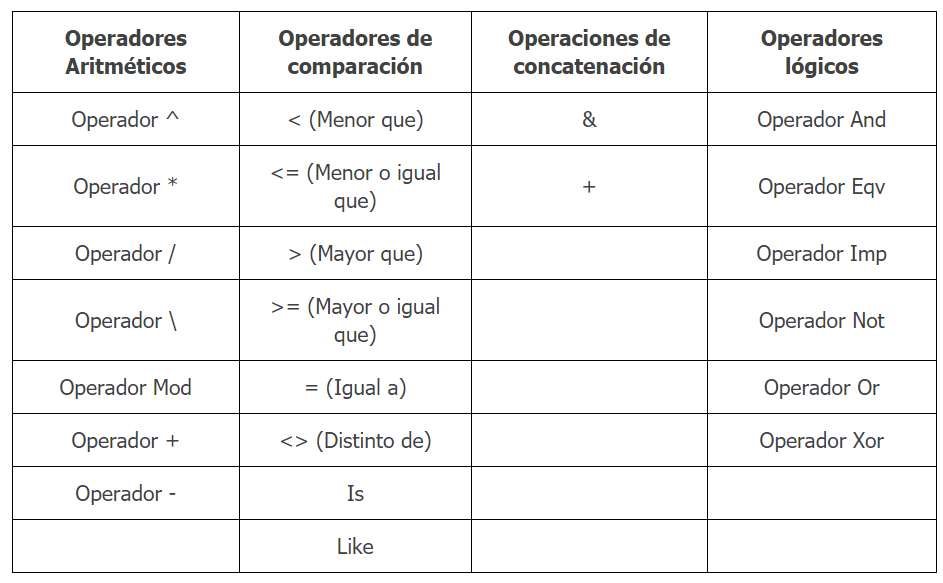 Operadores Aritméticos
Operadores de comparación
Operaciones de concatenación
Operadores lógicos
Operador ^
< (Menor que)
&
Operador And
Operador *
<= (Menor o igual que)
+
Operador Eqv
Operador /
> (Mayor que)
Operador Imp
Operador \
>= (Mayor o igual que)
Operador Not
Operador Mod
= (Igual a)
Operador Or
Operador +
<> (Distinto de)
Operador Xor
Operador -
Is
Like